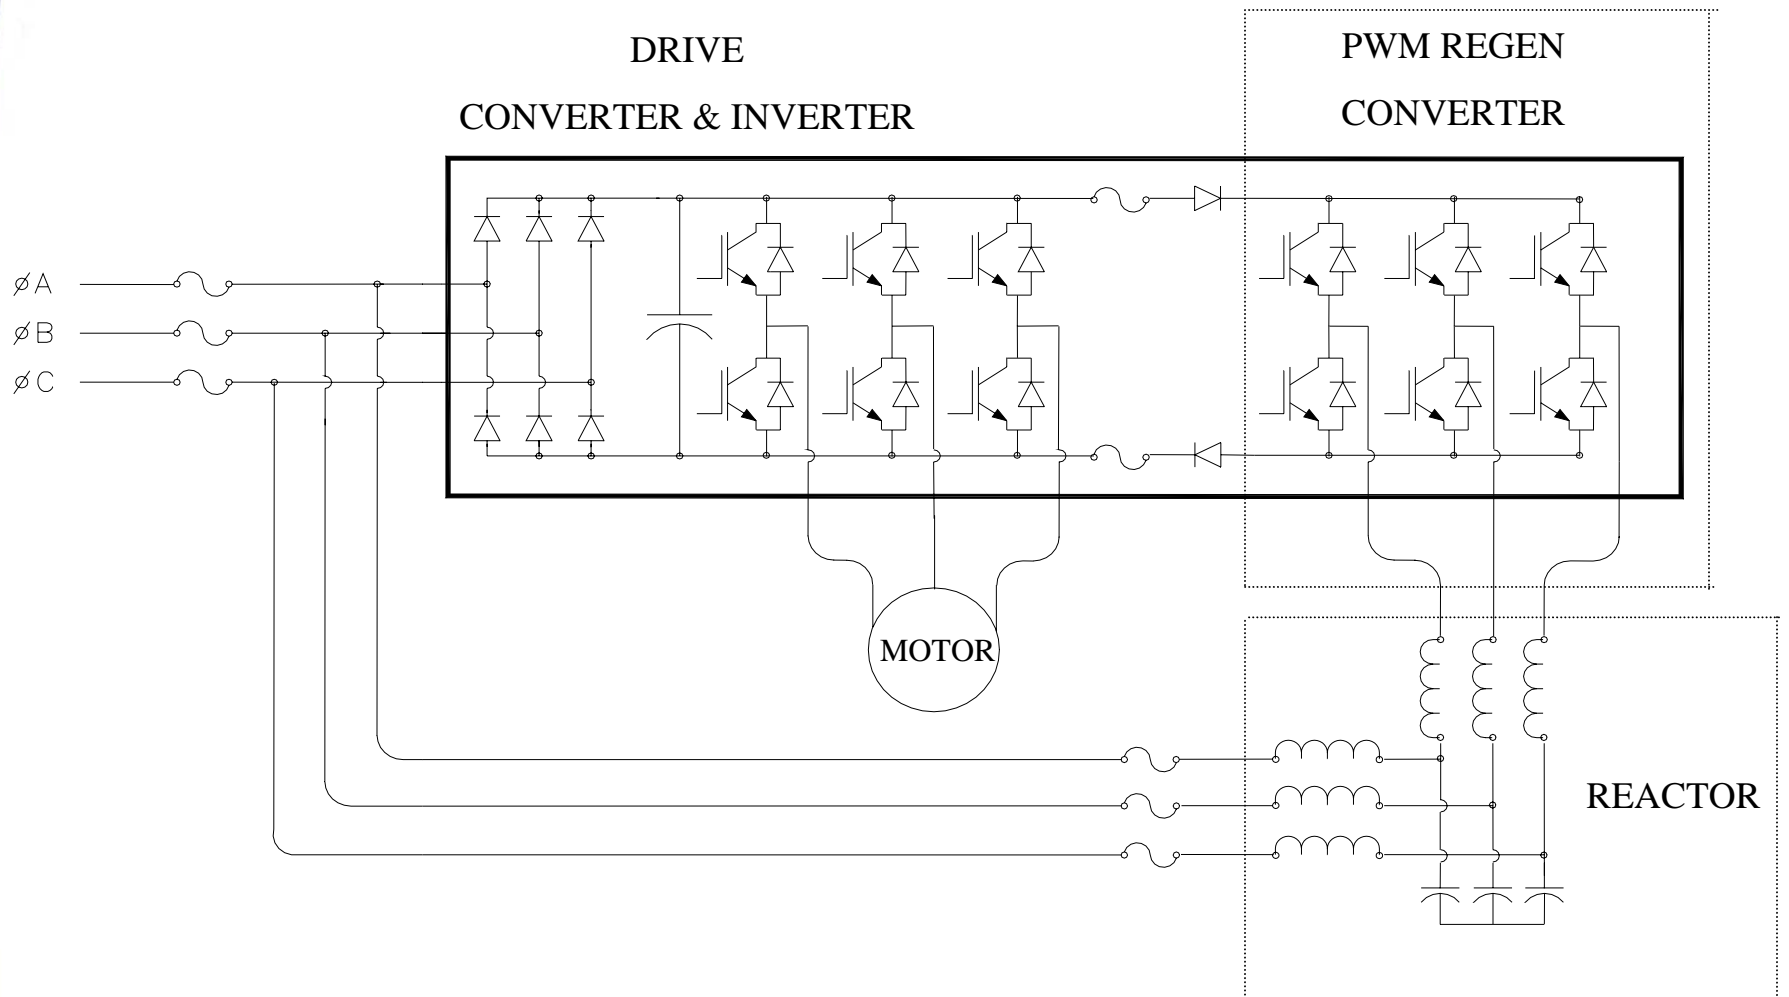 DRIVE
CONVERTER & INVERTER
PWM REGEN
CONVERTER
øA
øB
øC
MOTOR
REACTOR